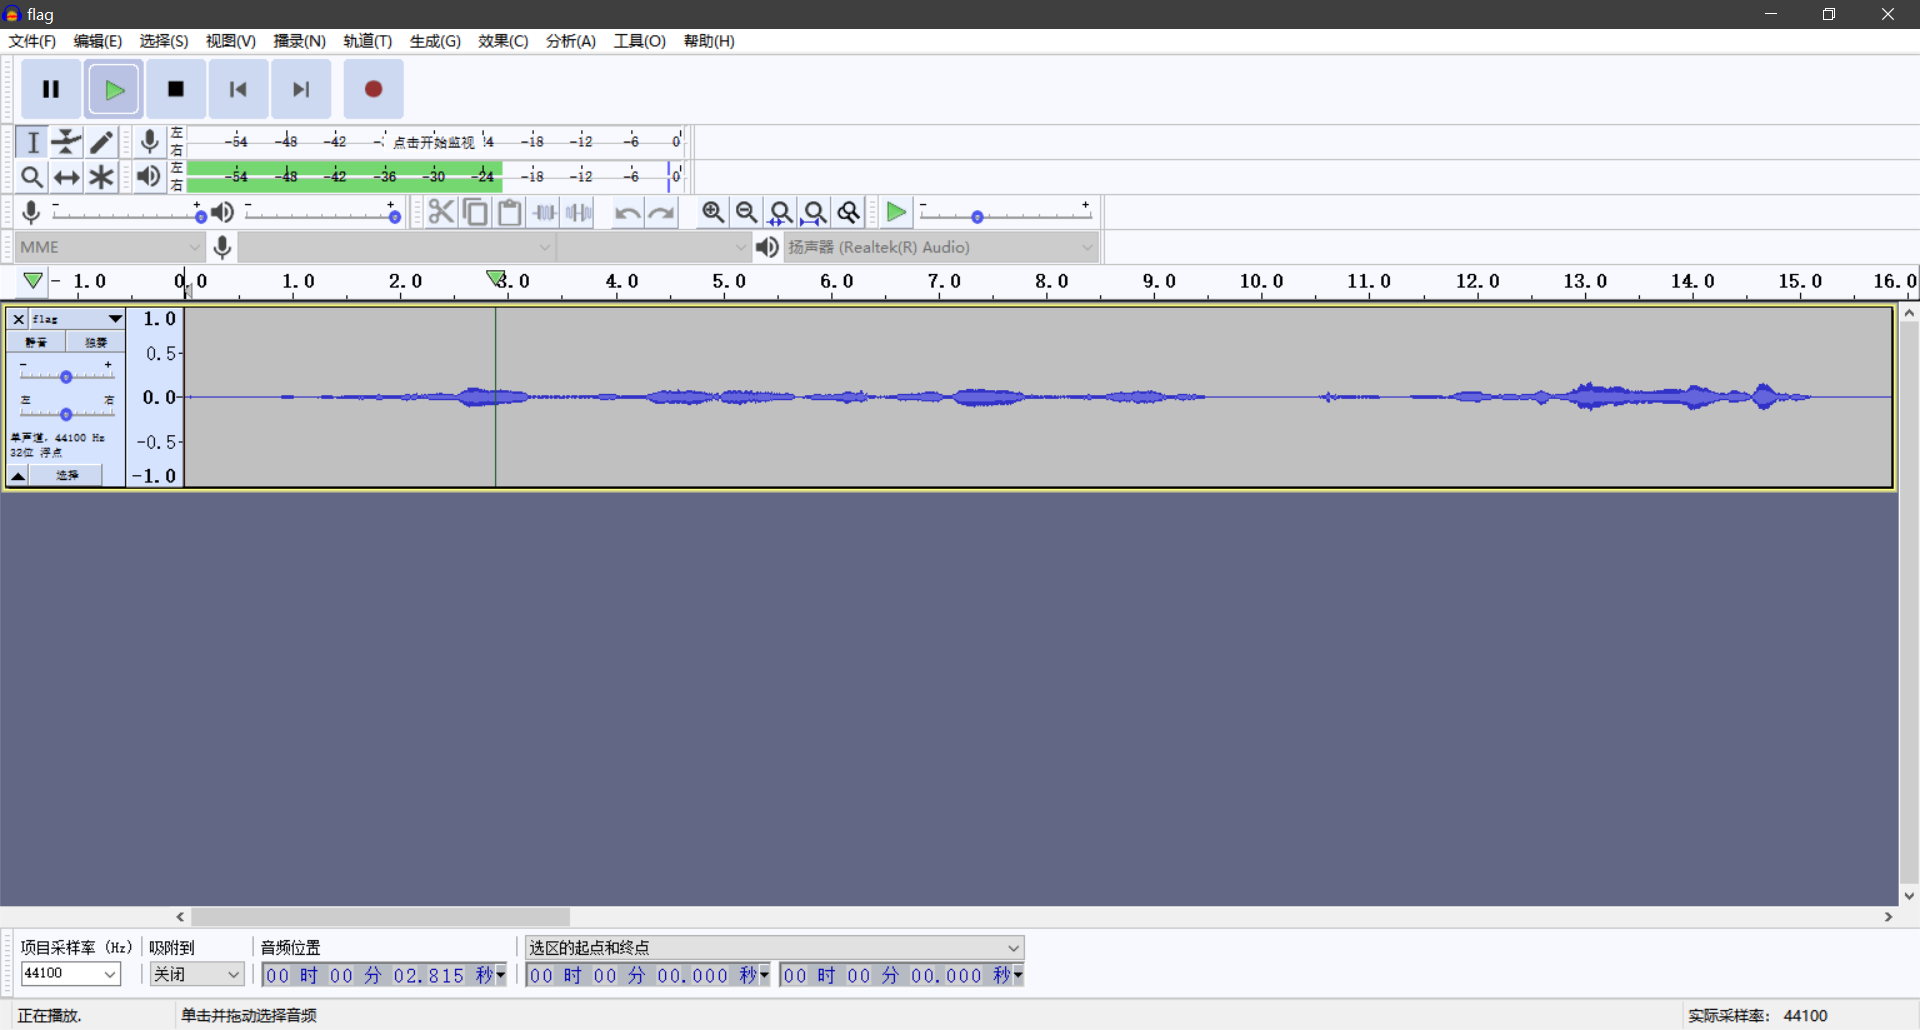 flag
文件(F) 编辑(E) 选择(S) 视图(V) 播录(N) 轨道(T) 生成(G) 效果(C) 分析(A) 工具(O) 帮助(H)
左
右
-54 -48 -42 点击开始监视 -18 -12 -6 0
左
右
-54 -48 -42 -36 -30 -24 -18 -12 -6 0
- + - + - +
MME 扬声器 (Realtek(R) Audio)
- 1.0 0.0 1.0 2.0 3.0 4.0 5.0 6.0 7.0 8.0 9.0 10.0 11.0 12.0 13.0 14.0 15.0 16.0
flag 1.0
静音 独奏
0.5
- +
0.0
左 右
单声道, 44100 Hz
-0.5
32位 浮点
选择 -1.0
项目采样率 (Hz) 吸附到 音频位置 选区的起点和终点
44100 关闭 00 时 00 分 02.815 秒 00 时 00 分 00.000 秒 00 时 00 分 00.000 秒
正在播放. 单击并拖动选择音频 实际采样率: 44100